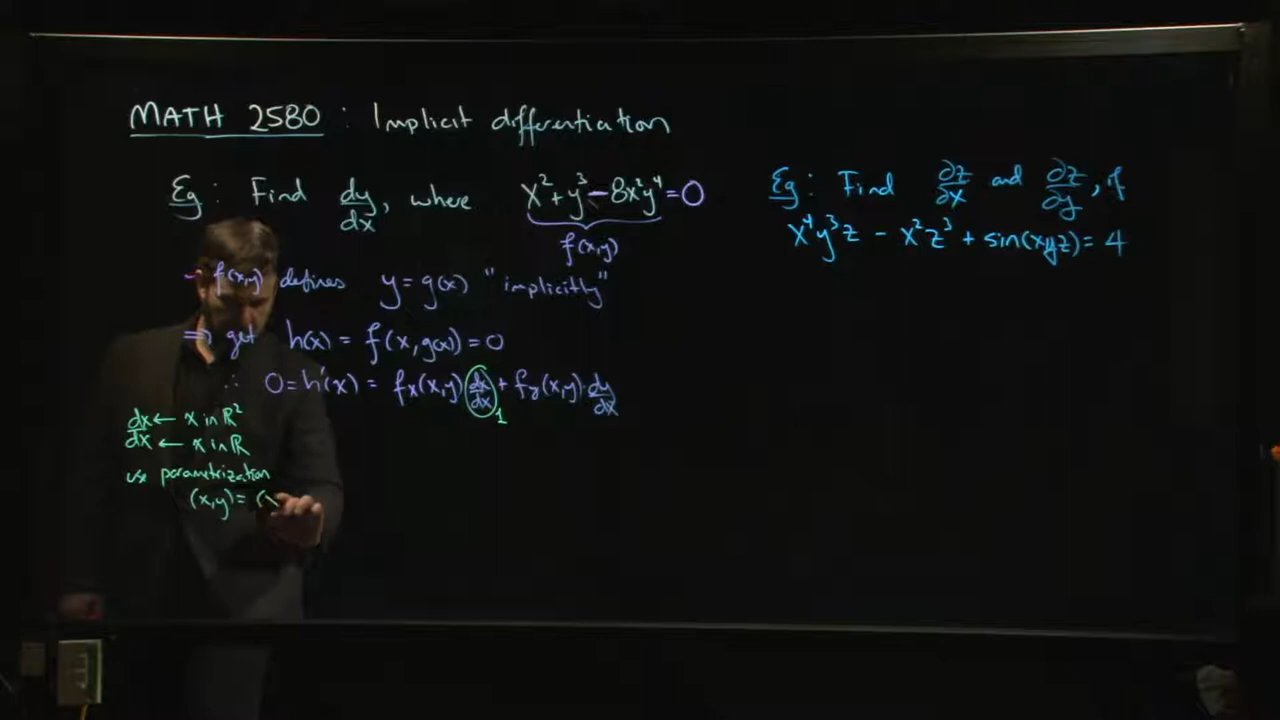 MATH 2580 : Implicit differentiation
Eg : Find dy/dx, where x² + y³ − 8x²y⁴ = 0
f(x,y)
→ f(x,y) defines y = g(x) "implicitly"
⇒ get h(x) = f(x, g(x)) = 0
∴ 0 = h'(x) = fx(x,y) dx/dx + fy(x,y) · dy/dx
1
dx ← x in ℝ²
dx ← x in ℝ
use parametrization
(x,y) = (x
Eg : Find ∂z/∂x and ∂z/∂y, if
x⁴y³z − x²z³ + sin(xyz) = 4